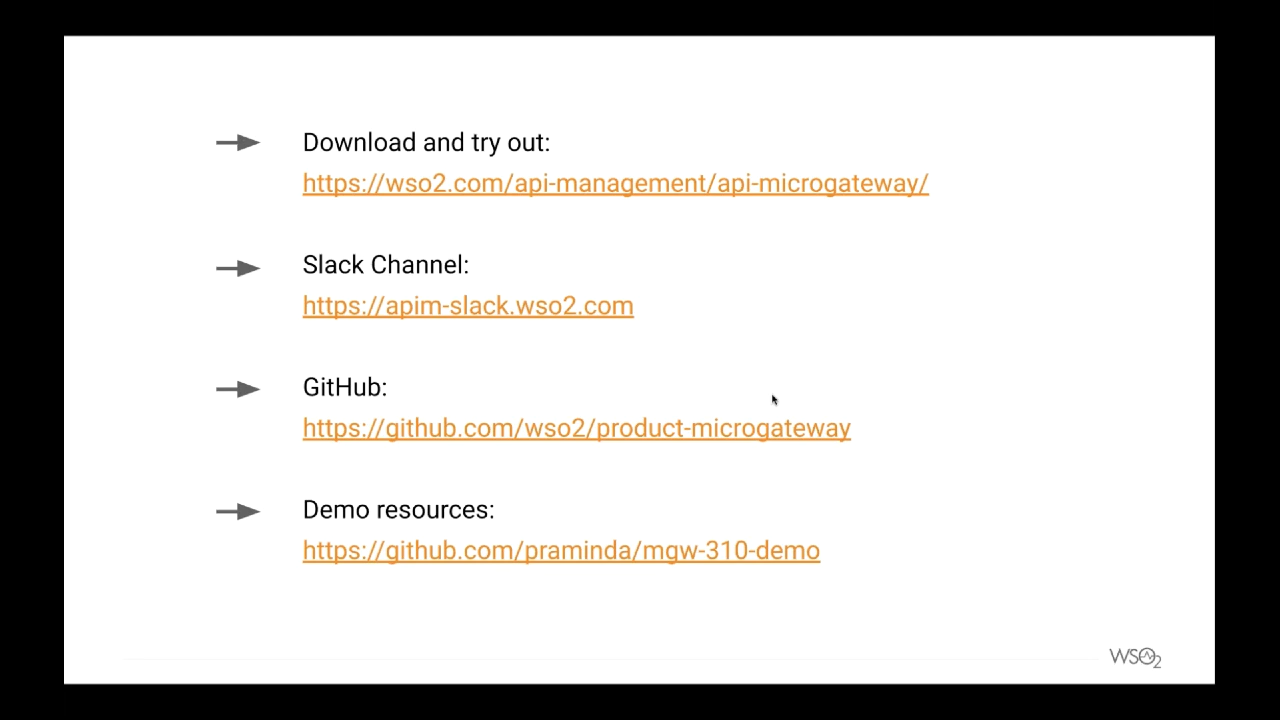 Download and try out:
https://wso2.com/api-management/api-microgateway/
Slack Channel:
https://apim-slack.wso2.com
GitHub:
https://github.com/wso2/product-microgateway
Demo resources:
https://github.com/praminda/mgw-310-demo
WSO2